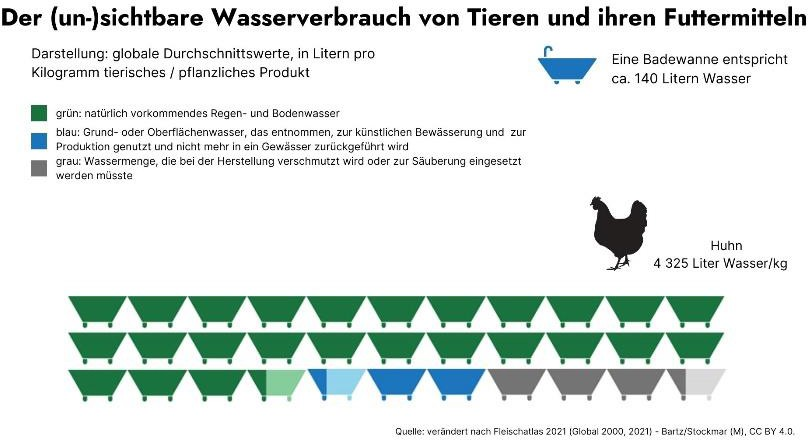 Der (un-)sichtbare Wasserverbrauch von Tieren und ihren Futtermitteln
Darstellung: globale Durchschnittswerte, in Litern pro
Kilogramm tierisches / pflanzliches Produkt
Eine Badewanne entspricht
ca. 140 Litern Wasser
grün: natürlich vorkommendes Regen- und Bodenwasser
blau: Grund- oder Oberflächenwasser, das entnommen, zur künstlichen Bewässerung und zur
Produktion genutzt und nicht mehr in ein Gewässer zurückgeführt wird
grau: Wassermenge, die bei der Herstellung verschmutzt wird oder zur Säuberung eingesetzt
werden müsste
Huhn
4 325 Liter Wasser/kg
Quelle: verändert nach Fleischatlas 2021 (Global 2000, 2021) - Bartz/Stockmar (M), CC BY 4.0.